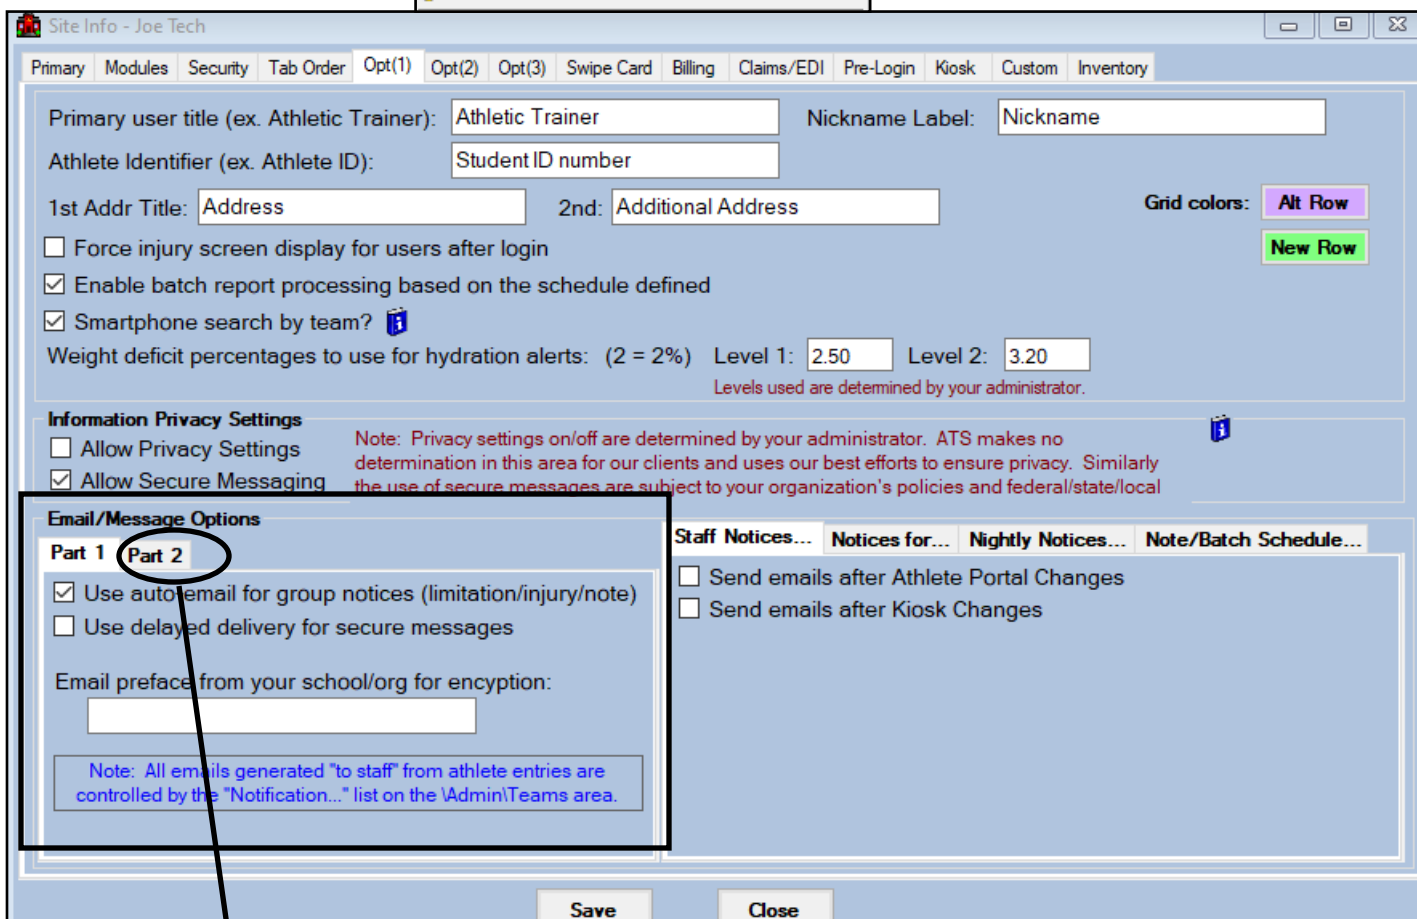 Site Info - Joe Tech
Primary Modules Security Tab Order Opt(1) Opt(2) Opt(3) Swipe Card Billing Claims/EDI Pre-Login Kiosk Custom Inventory
Primary user title (ex. Athletic Trainer): Athletic Trainer Nickname Label: Nickname
Athlete Identifier (ex. Athlete ID): Student ID number
1st Addr Title: Address 2nd: Additional Address Grid colors: Alt Row
Force injury screen display for users after login New Row
Enable batch report processing based on the schedule defined
Smartphone search by team?
Weight deficit percentages to use for hydration alerts: (2 = 2%) Level 1: 2.50 Level 2: 3.20
Levels used are determined by your administrator.
Information Privacy Settings
Allow Privacy Settings
Allow Secure Messaging
Note: Privacy settings on/off are determined by your administrator. ATS makes no
determination in this area for our clients and uses our best efforts to ensure privacy. Similarly
the use of secure messages are subject to your organization's policies and federal/state/local
Email/Message Options
Part 1 Part 2
Use auto email for group notices (limitation/injury/note)
Use delayed delivery for secure messages
Email preface from your school/org for encyption:
Note: All emails generated "to staff" from athlete entries are
controlled by the "Notification..." list on the \Admin\Teams area.
Staff Notices... Notices for... Nightly Notices... Note/Batch Schedule...
Send emails after Athlete Portal Changes
Send emails after Kiosk Changes
Save Close